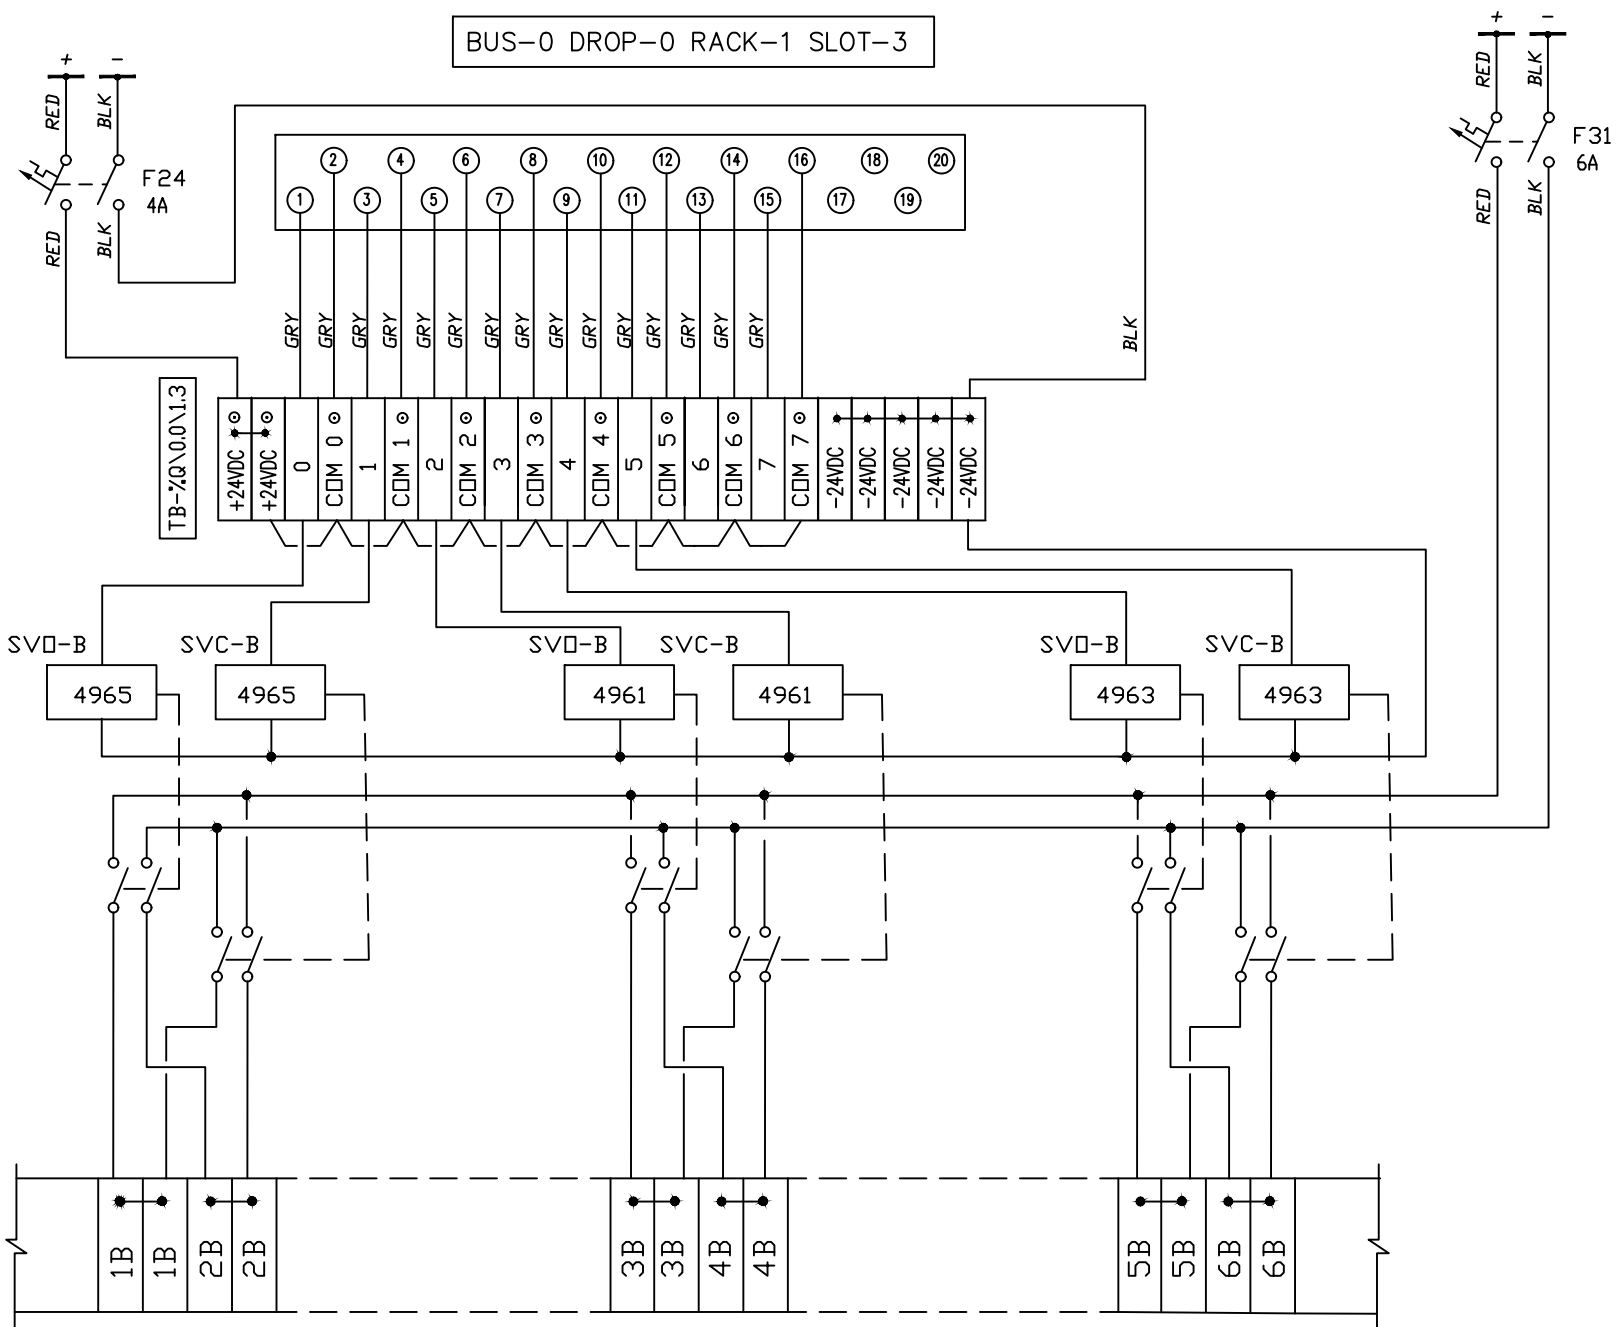 BUS-0 DROP-0 RACK-1 SLOT-3
+ -
+ -
RED BLK
RED BLK
F24
4A
F31
6A
RED BLK
RED BLK
2 4 6 8 10 12 14 16 18 20
1 3 5 7 9 11 13 15 17 19
GRY GRY GRY GRY GRY GRY GRY GRY GRY GRY GRY GRY GRY GRY GRY
BLK
TB-%Q\0.0\1.3
+24VDC +24VDC 0 COM 0 1 COM 1 2 COM 2 3 COM 3 4 COM 4 5 COM 5 6 COM 6 7 COM 7 -24VDC -24VDC -24VDC -24VDC -24VDC
SVO-B SVC-B SVO-B SVC-B SVO-B SVC-B
4965 4965 4961 4961 4963 4963
1B 1B 2B 2B 3B 3B 4B 4B 5B 5B 6B 6B